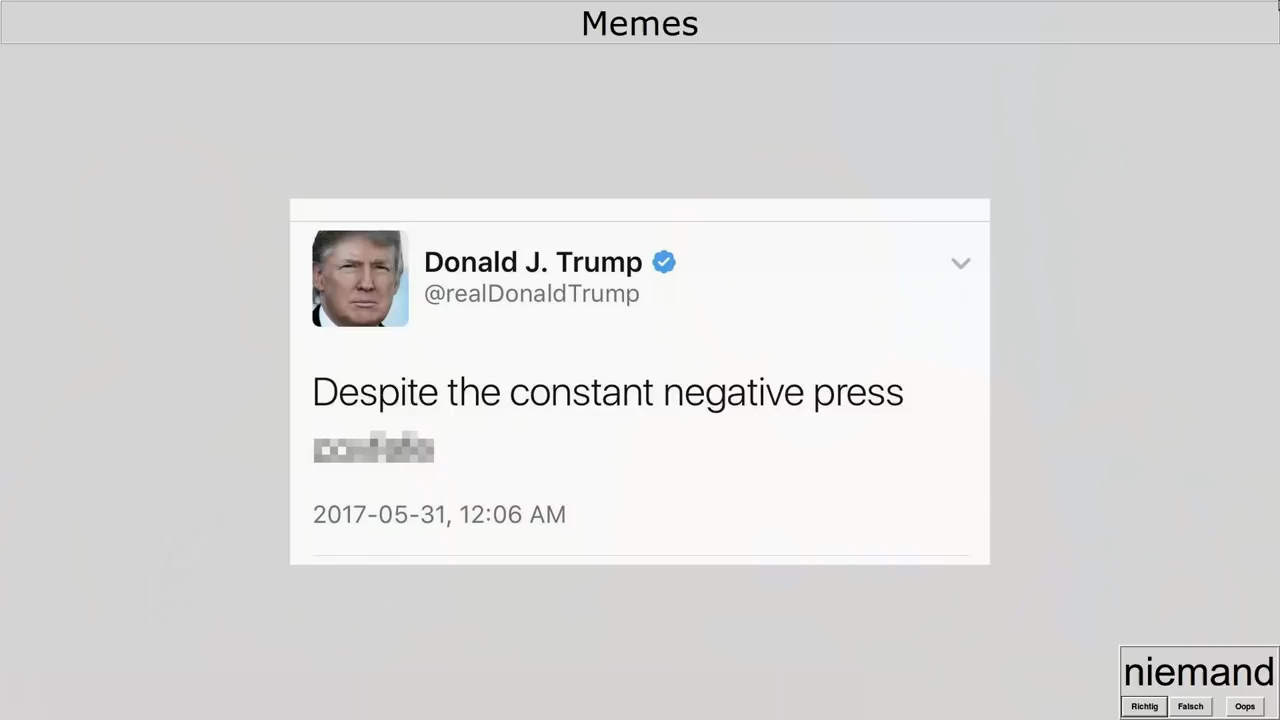 Memes
Donald J. Trump
@realDonaldTrump
Despite the constant negative press
2017-05-31, 12:06 AM
niemand
Richtig Falsch Oops